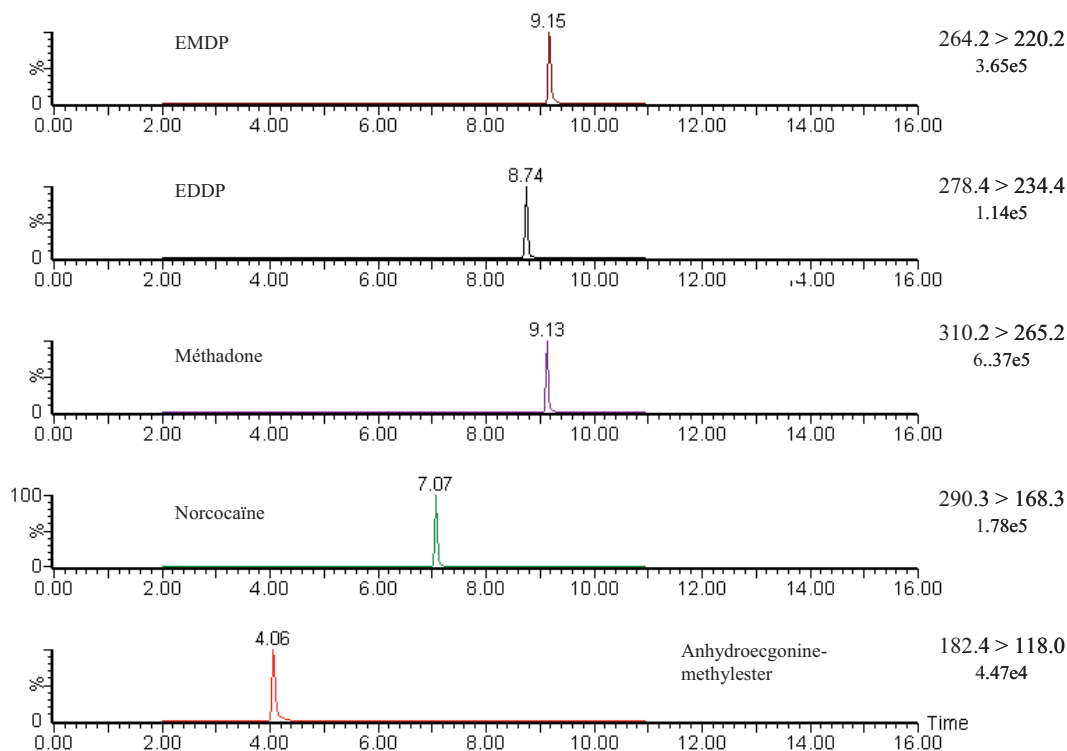 9.15
EMDP
264.2 > 220.2
3.65e5
%
0
0.00 2.00 4.00 6.00 8.00 10.00 12.00 14.00 16.00
8.74
EDDP
278.4 > 234.4
1.14e5
%
0
0.00 2.00 4.00 6.00 8.00 10.00 12.00 14.00 16.00
9.13
Méthadone
310.2 > 265.2
6..37e5
%
0
0.00 2.00 4.00 6.00 8.00 10.00 12.00 14.00 16.00
7.07
100
Norcocaïne
290.3 > 168.3
1.78e5
%
0
0.00 2.00 4.00 6.00 8.00 10.00 12.00 14.00 16.00
4.06
Anhydroecgonine-
methylester
182.4 > 118.0
4.47e4
%
0
Time
0.00 2.00 4.00 6.00 8.00 10.00 12.00 14.00 16.00